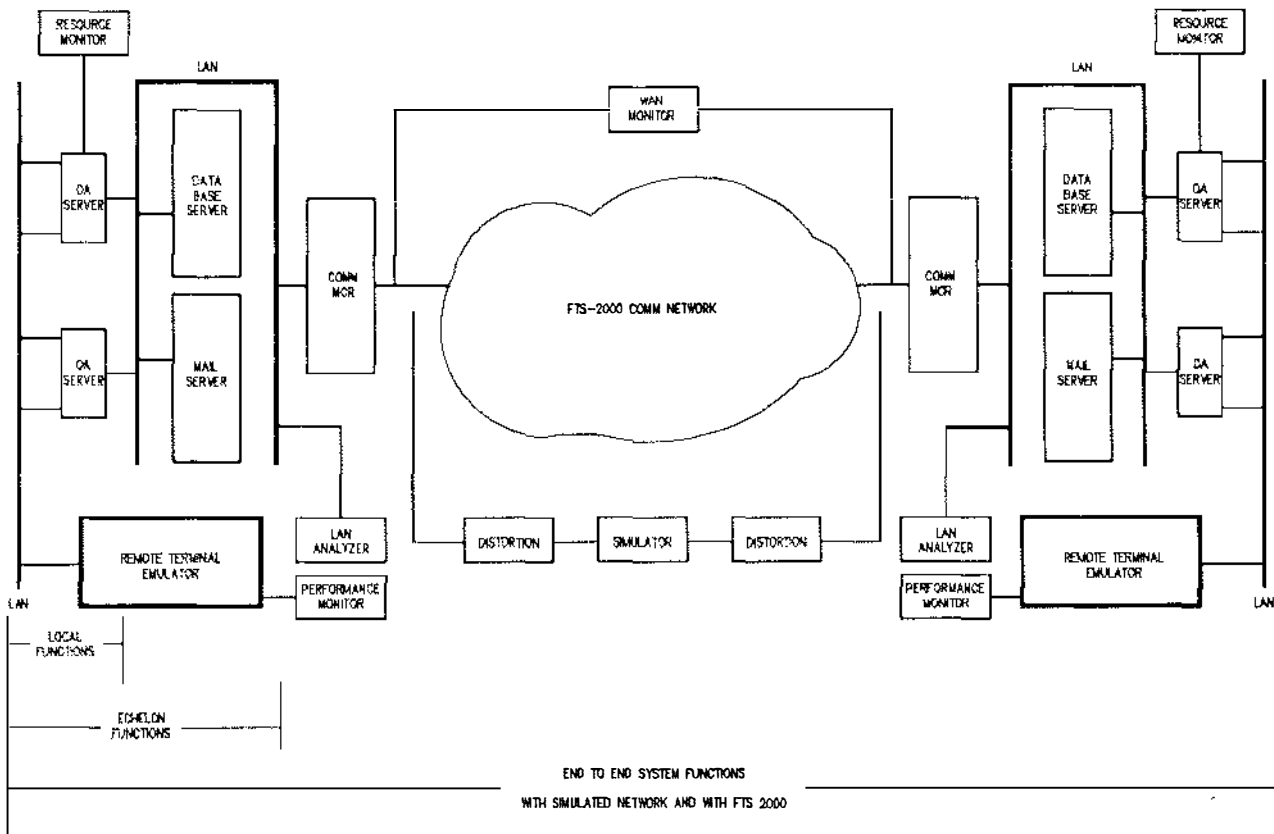 RESOURCE
MONITOR
LAN
WAN
MONITOR
LAN
RESOURCE
MONITOR
OA
SERVER
DATA
BASE
SERVER
DATA
BASE
SERVER
OA
SERVER
COMM
MGR
FTS-2000 COMM NETWORK
COMM
MGR
OA
SERVER
MAIL
SERVER
MAIL
SERVER
OA
SERVER
REMOTE TERMINAL
EMULATOR
LAN
ANALYZER
DISTORTION
SIMULATOR
DISTORTION
LAN
ANALYZER
REMOTE TERMINAL
EMULATOR
PERFORMANCE
MONITOR
PERFORMANCE
MONITOR
LAN
LAN
LOCAL
FUNCTIONS
ECHELON
FUNCTIONS
END TO END SYSTEM FUNCTIONS
WITH SIMULATED NETWORK AND WITH FTS 2000